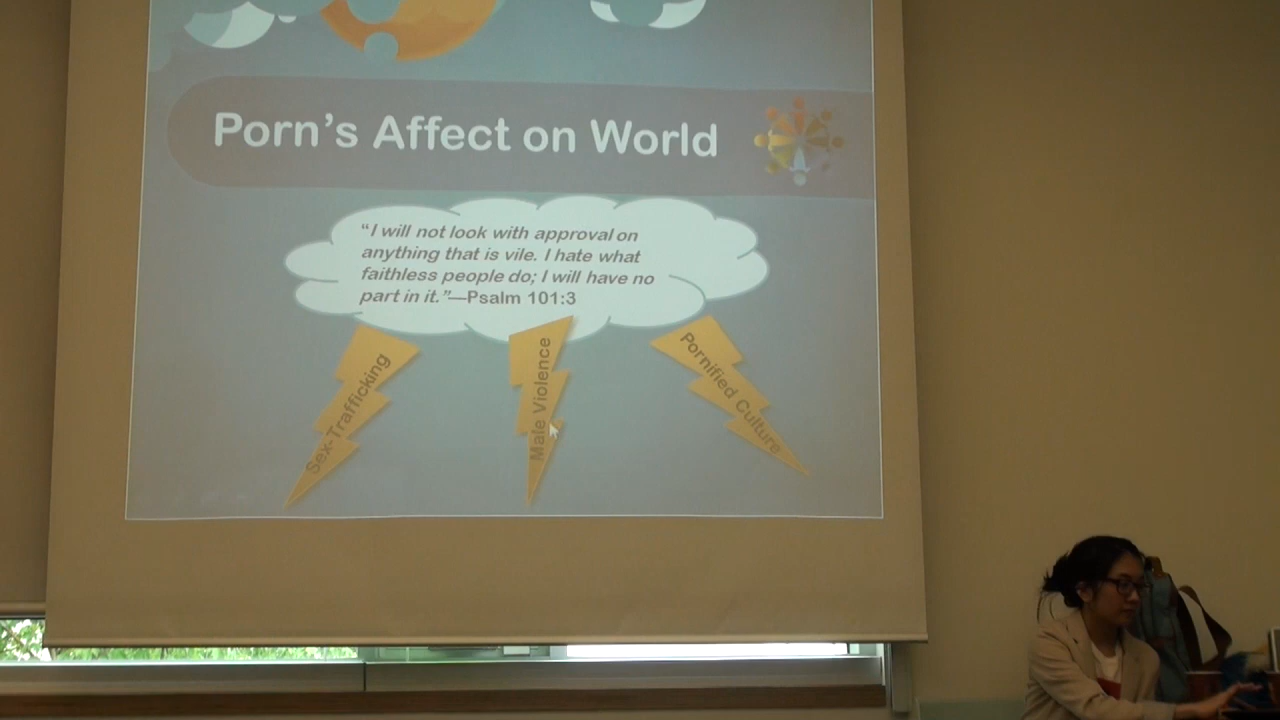 Porn's Affect on World
"I will not look with approval on
anything that is vile. I hate what
faithless people do; I will have no
part in it."—Psalm 101:3
Sex-Trafficking
Male Violence
Pornified Culture